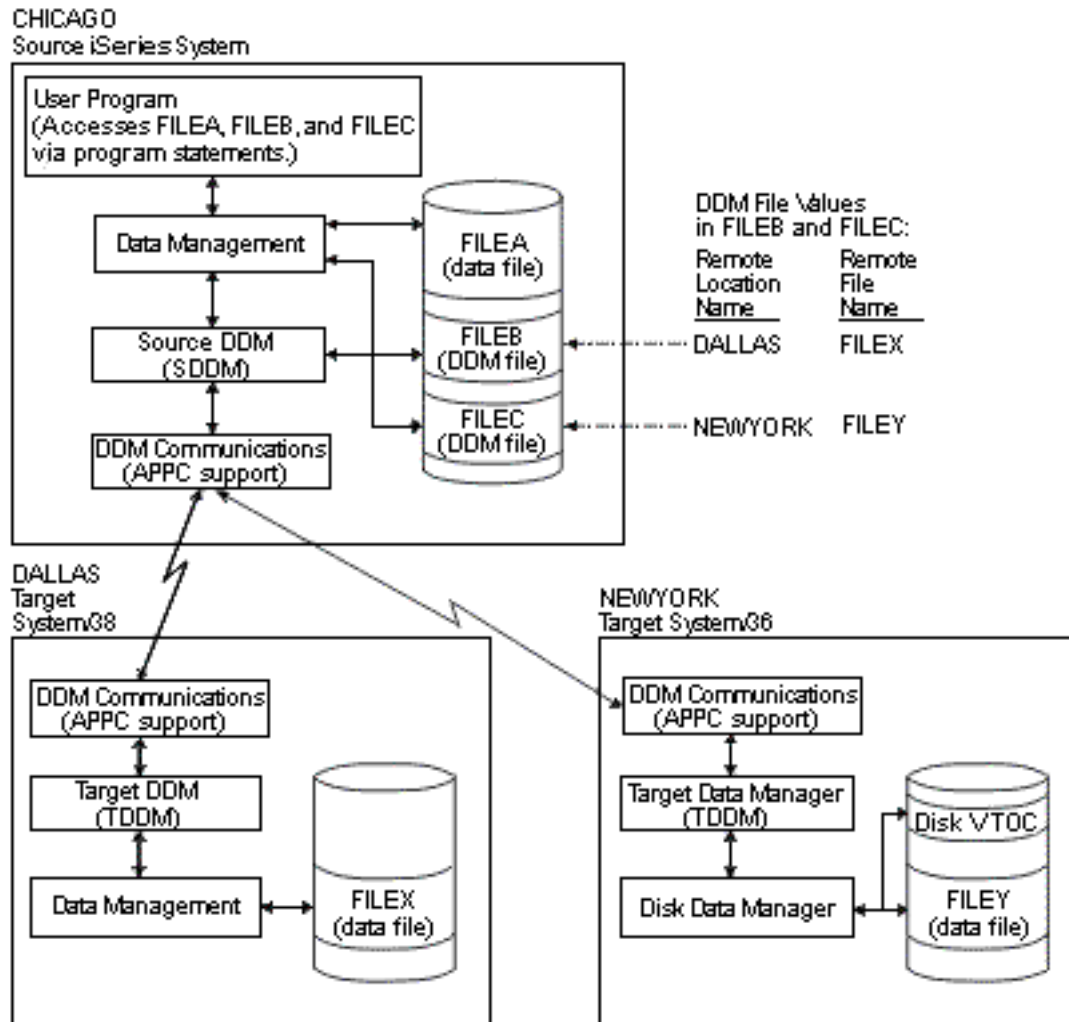 CHICAGO
Source iSeries System
User Program
(Accesses FILEA, FILEB, and FILEC
via program statements.)
Data Management
Source DDM
(SDDM)
DDM Communications
(APPC support)
FILEA
(data file)
FILEB
(DDM file)
FILEC
(DDM file)
DDM File Values
in FILEB and FILEC:
Remote
Location
Name
Remote
File
Name
DALLAS
FILEX
NEWYORK
FILEY
DALLAS
Target
System/38
DDM Communications
(APPC support)
Target DDM
(TDDM)
Data Management
FILEX
(data file)
NEWYORK
Target System/36
DDM Communications
(APPC support)
Target Data Manager
(TDDM)
Disk Data Manager
Disk VTOC
FILEY
(data file)